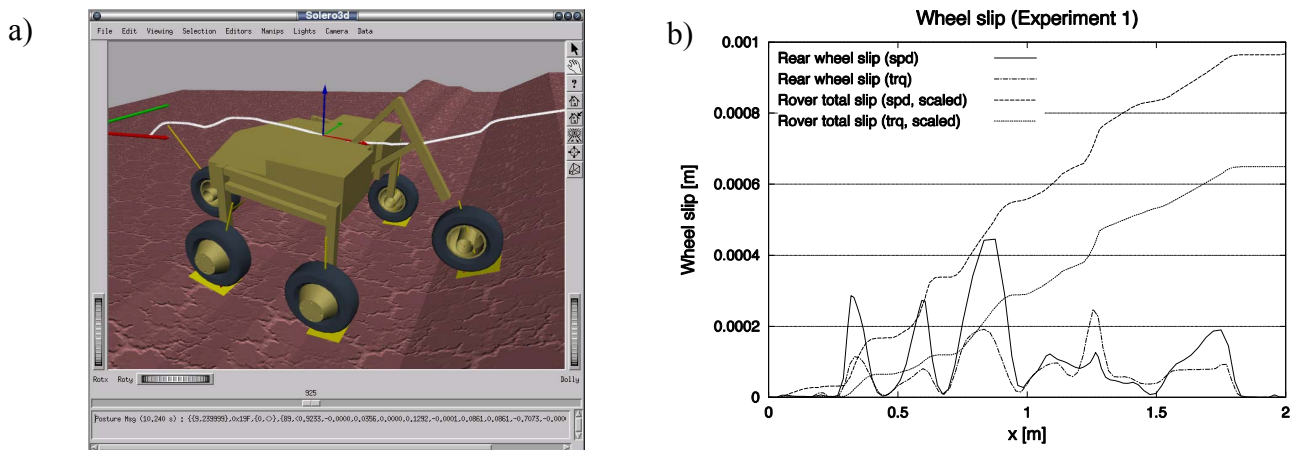 a)
Solero3d
File Edit Viewing Selection Editors Manips Lights Camera Data
?
Rotx Roty Dolly
925
Posture Msg (10,240 s) : {{9.239999},0x19F,{0,○},{89,<0,9233,-0.0000,0.0356,0.0000,0.1292,-0.0001,0.0861,0.0861,-0.7073,-0.000
b)
Wheel slip (Experiment 1)
Rear wheel slip (spd)
Rear wheel slip (trq)
Rover total slip (spd, scaled)
Rover total slip (trq, scaled)
Wheel slip [m]
0.001
0.0008
0.0006
0.0004
0.0002
0
0 0.5 1 1.5 2
x [m]